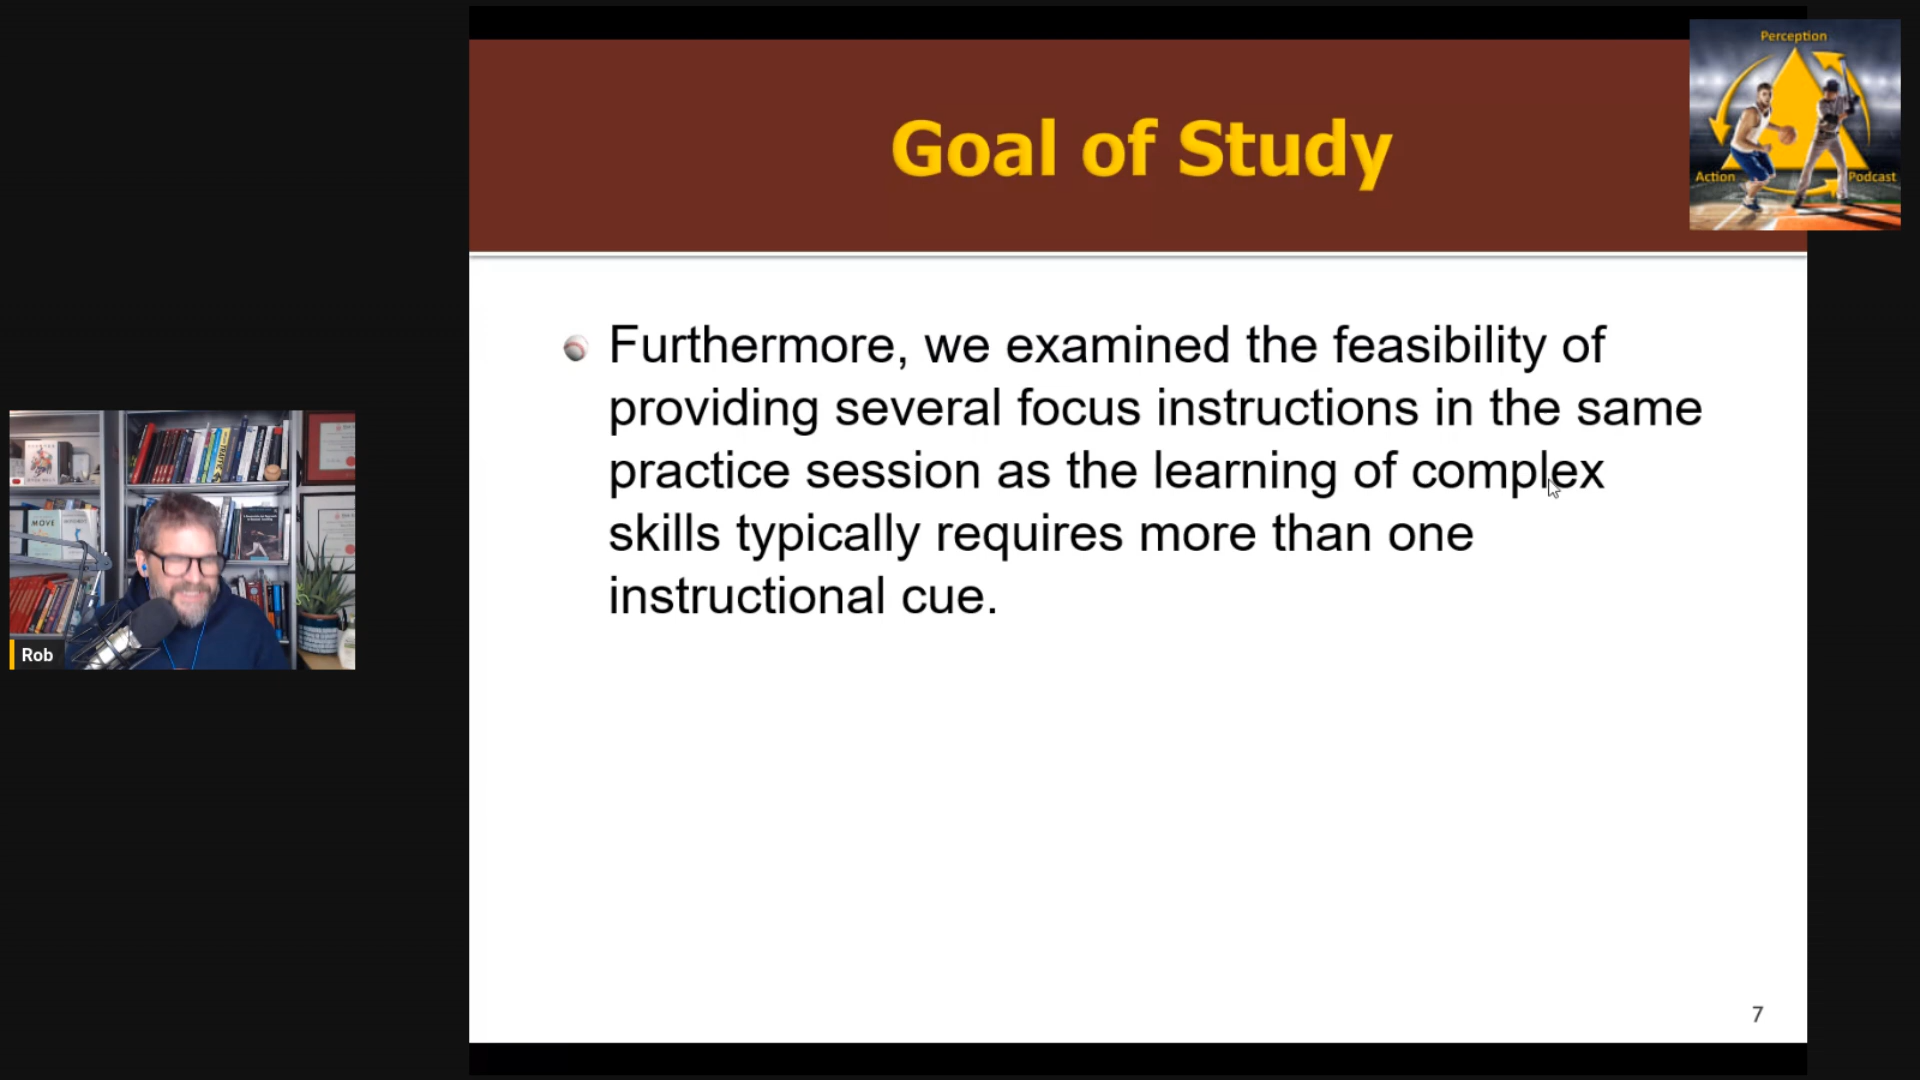 Goal of Study
Perception
Action
Podcast
Furthermore, we examined the feasibility of
providing several focus instructions in the same
practice session as the learning of complex
skills typically requires more than one
instructional cue.
MOVE
Rob
7